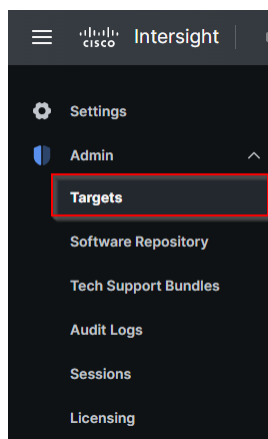 cisco Intersight
Settings
Admin
Targets
Software Repository
Tech Support Bundles
Audit Logs
Sessions
Licensing